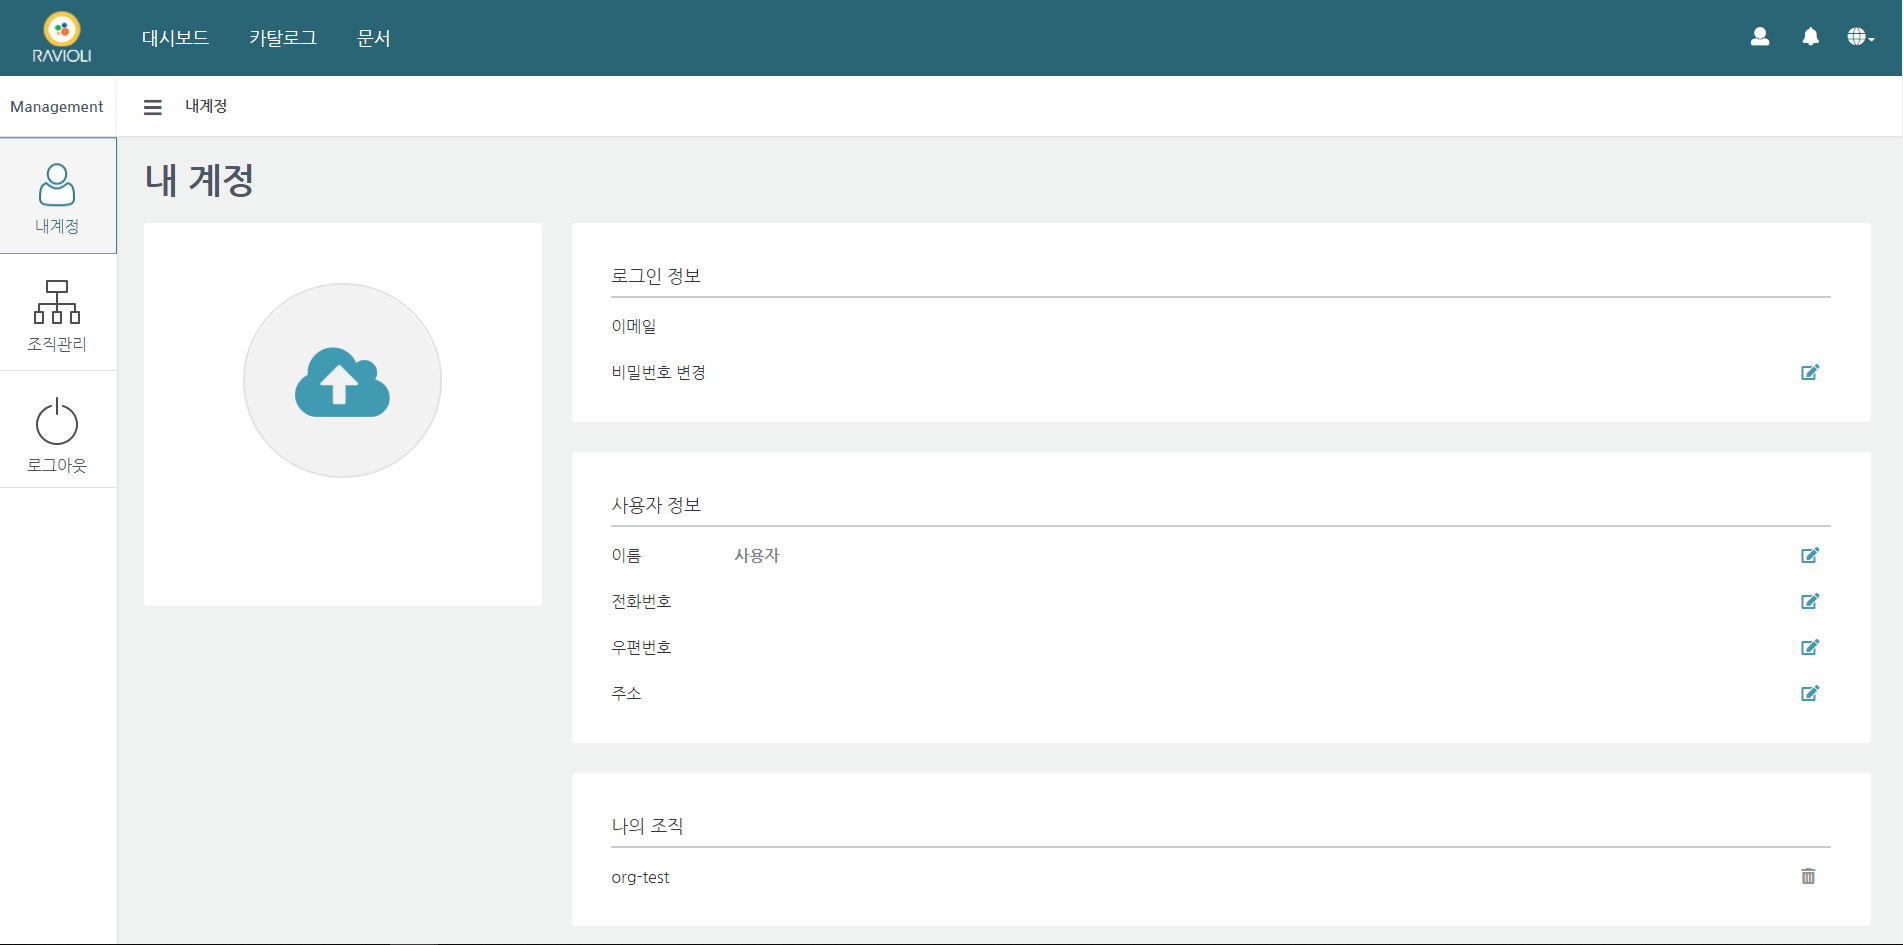 RAVIOLI
대시보드 카탈로그 문서
Management
내계정
내계정
조직관리
로그아웃
내 계정
로그인 정보
이메일
비밀번호 변경
사용자 정보
이름 사용자
전화번호
우편번호
주소
나의 조직
org-test